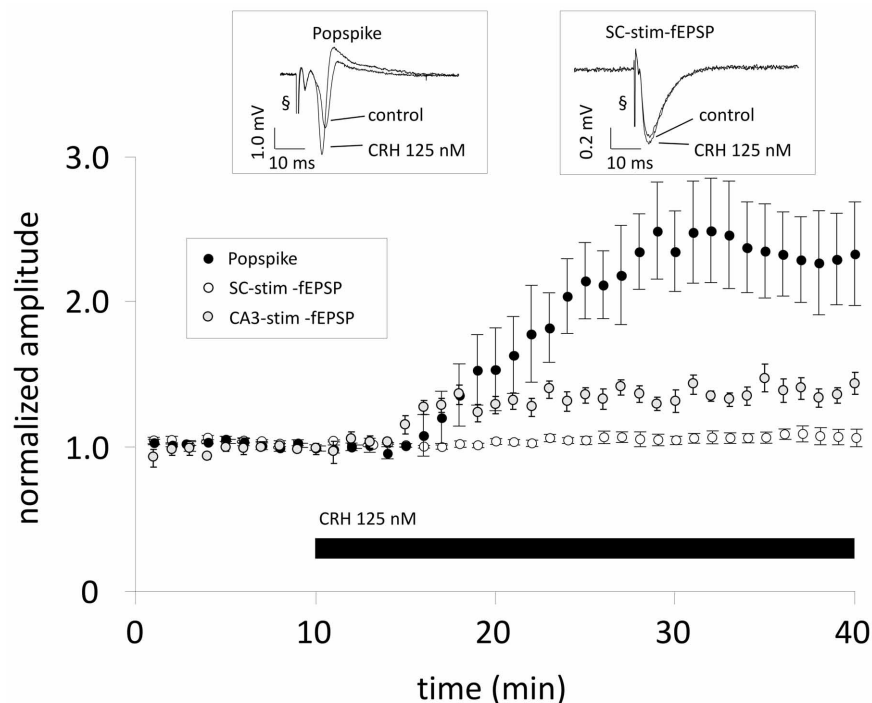 Popspike
§
control
1.0 mV
10 ms
CRH 125 nM
SC-stim-fEPSP
§
control
0.2 mV
10 ms
CRH 125 nM
3.0
2.0
1.0
0
normalized amplitude
Popspike
SC-stim -fEPSP
CA3-stim -fEPSP
CRH 125 nM
0
10
20
30
40
time (min)